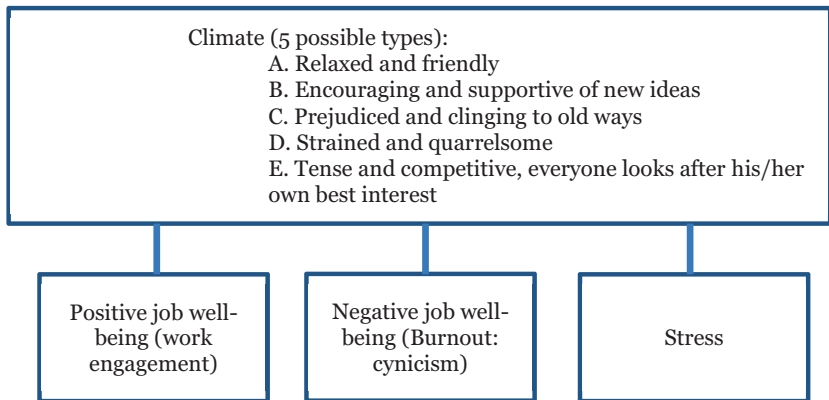 Climate (5 possible types):
A. Relaxed and friendly
B. Encouraging and supportive of new ideas
C. Prejudiced and clinging to old ways
D. Strained and quarrelsome
E. Tense and competitive, everyone looks after his/her
own best interest
Positive job well-
being (work
engagement)
Negative job well-
being (Burnout:
cynicism)
Stress